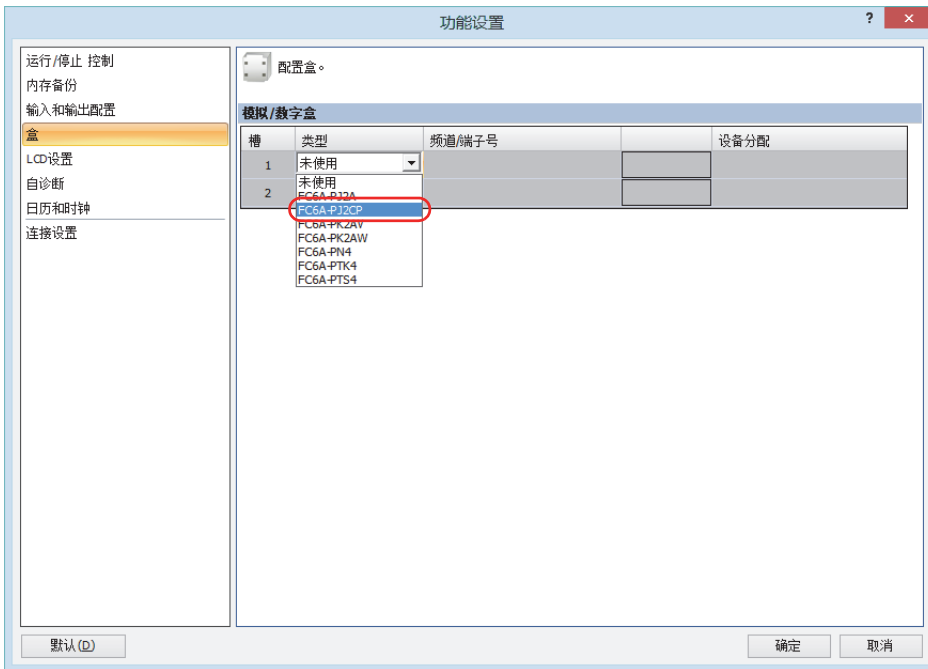 功能设置
? ×
运行/停止 控制
内存备份
输入和输出配置
盒
LCD设置
自诊断
日历和时钟
连接设置
配置盒。
模拟/数字盒
槽 类型 频道/端子号 设备分配
1 未使用
2
未使用
FC6A-PJ2A
FC6A-PJ2CP
FC6A-PK2AV
FC6A-PK2AW
FC6A-PN4
FC6A-PTK4
FC6A-PTS4
默认(D) 确定 取消